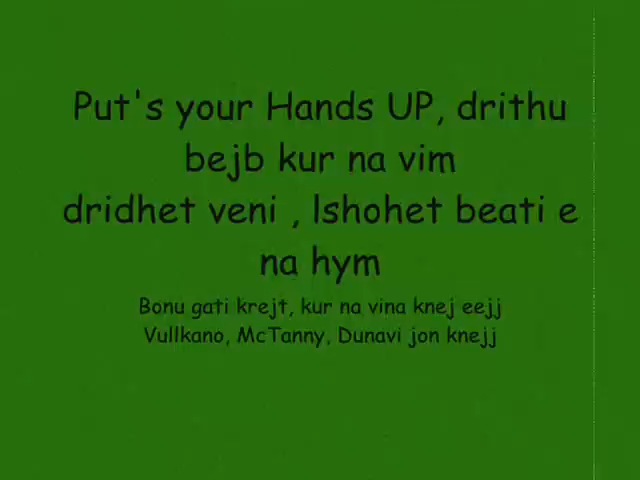 Put's your Hands UP, drithu
bejb kur na vim
dridhet veni , lshohet beati e
na hym
Bonu gati krejt, kur na vina knej eejj
Vullkano, McTanny, Dunavi jon knejj